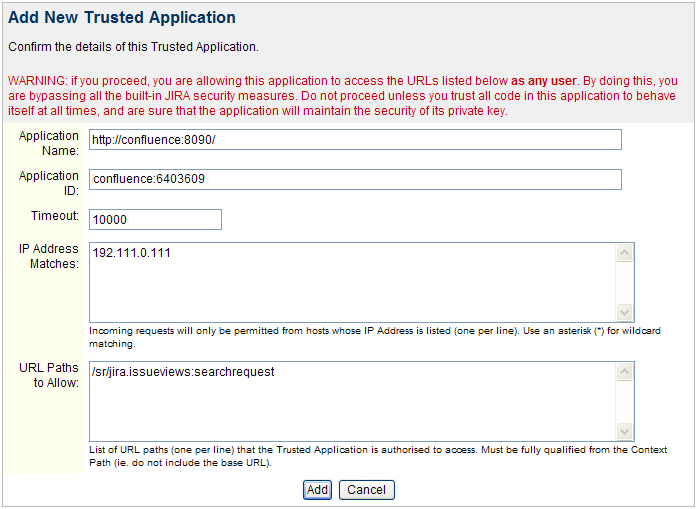 Add New Trusted Application
Confirm the details of this Trusted Application.
WARNING: if you proceed, you are allowing this application to access the URLs listed below as any user. By doing this, you
are bypassing all the built-in JIRA security measures. Do not proceed unless you trust all code in this application to behave
itself at all times, and are sure that the application will maintain the security of its private key.
Application
Name:
http://confluence:8090/
Application
ID:
confluence:6403609
Timeout:
10000
IP Address
Matches:
192.111.0.111
Incoming requests will only be permitted from hosts whose IP Address is listed (one per line). Use an asterisk (*) for wildcard
matching.
URL Paths
to Allow:
/sr/jira.issueviews:searchrequest
List of URL paths (one per line) that the Trusted Application is authorised to access. Must be fully qualified from the Context
Path (ie. do not include the base URL).
Add
Cancel